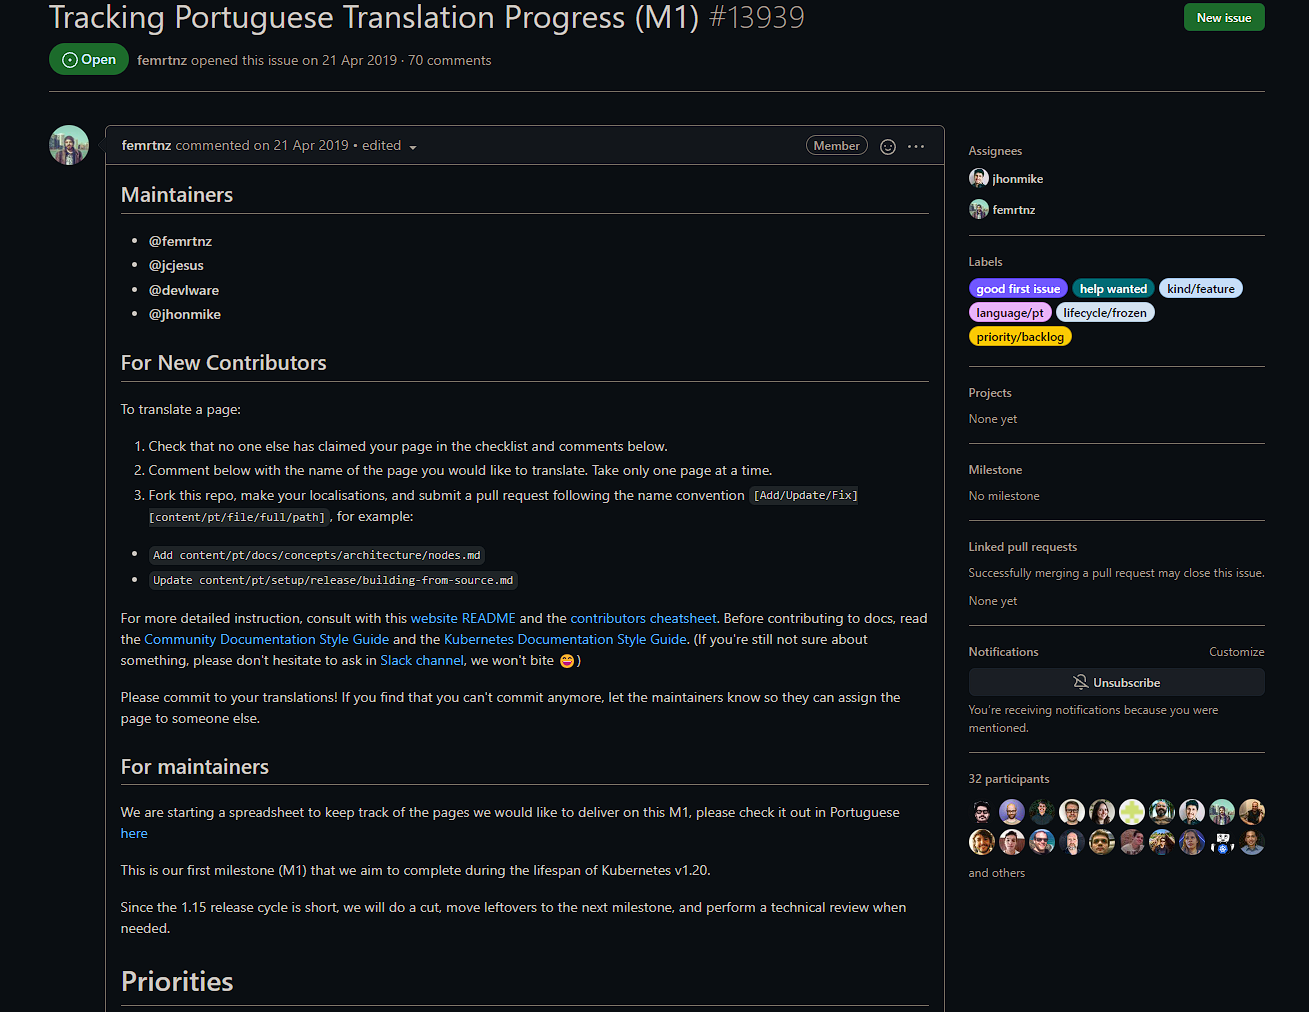 Tracking Portuguese Translation Progress (M1) #13939
New issue
Open
femrtnz opened this issue on 21 Apr 2019 · 70 comments
femrtnz commented on 21 Apr 2019 • edited
Member
Maintainers
@femrtnz
@jcjesus
@devlware
@jhonmike
For New Contributors
To translate a page:
1. Check that no one else has claimed your page in the checklist and comments below.
2. Comment below with the name of the page you would like to translate. Take only one page at a time.
3. Fork this repo, make your localisations, and submit a pull request following the name convention [Add/Update/Fix]
[content/pt/file/full/path], for example:
Add content/pt/docs/concepts/architecture/nodes.md
Update content/pt/setup/release/building-from-source.md
For more detailed instruction, consult with this website README and the contributors cheatsheet. Before contributing to docs, read
the Community Documentation Style Guide and the Kubernetes Documentation Style Guide. (If you're still not sure about
something, please don't hesitate to ask in Slack channel, we won't bite 😄)
Please commit to your translations! If you find that you can't commit anymore, let the maintainers know so they can assign the
page to someone else.
For maintainers
We are starting a spreadsheet to keep track of the pages we would like to deliver on this M1, please check it out in Portuguese
here
This is our first milestone (M1) that we aim to complete during the lifespan of Kubernetes v1.20.
Since the 1.15 release cycle is short, we will do a cut, move leftovers to the next milestone, and perform a technical review when
needed.
Priorities
Assignees
jhonmike
femrtnz
Labels
good first issue help wanted kind/feature
language/pt lifecycle/frozen
priority/backlog
Projects
None yet
Milestone
No milestone
Linked pull requests
Successfully merging a pull request may close this issue.
None yet
Notifications
Customize
Unsubscribe
You're receiving notifications because you were
mentioned.
32 participants
and others